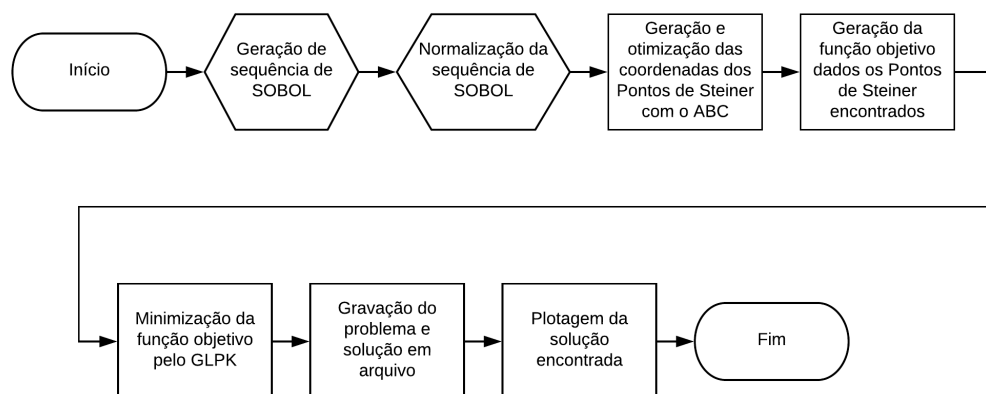 Início
Geração de
sequência de
SOBOL
Normalização da
sequência de
SOBOL
Geração e
otimização das
coordenadas dos
Pontos de Steiner
com o ABC
Geração da
função objetivo
dados os Pontos
de Steiner
encontrados
Minimização da
função objetivo
pelo GLPK
Gravação do
problema e
solução em
arquivo
Plotagem da
solução
encontrada
Fim